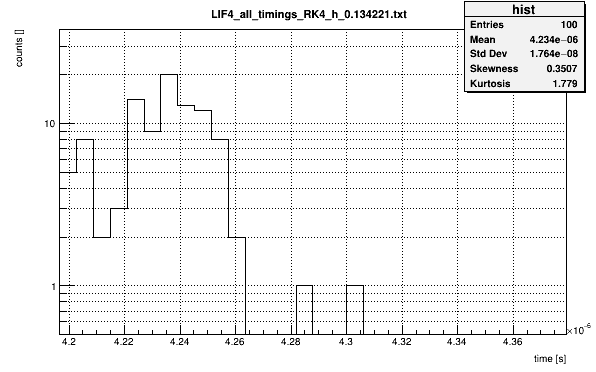 LIF4_all_timings_RK4_h_0.134221.txt
hist
Entries 100
Mean 4.234e−06
Std Dev 1.764e−08
Skewness 0.3507
Kurtosis 1.779
counts []
10
1
4.2 4.22 4.24 4.26 4.28 4.3 4.32 4.34 4.36
×10⁻⁶
time [s]